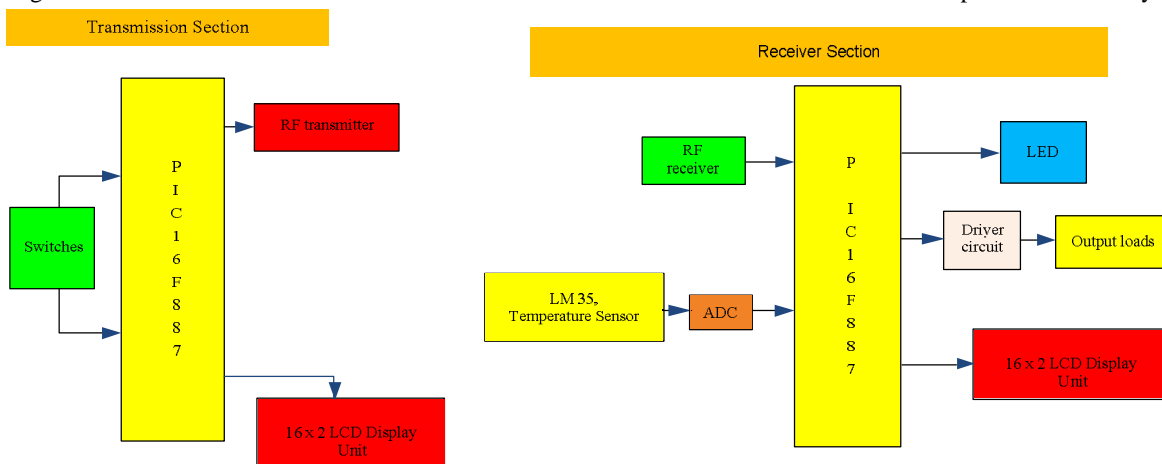 Transmission Section
RF transmitter
P
I
C
1
6
F
8
8
7
Switches
16 x 2 LCD Display
Unit
Receiver Section
RF
receiver
P
I C
1
6
F
8
8
7
LED
Driver
circuit
Output loads
LM 35,
Temperature Sensor
ADC
16 x 2 LCD Display
Unit